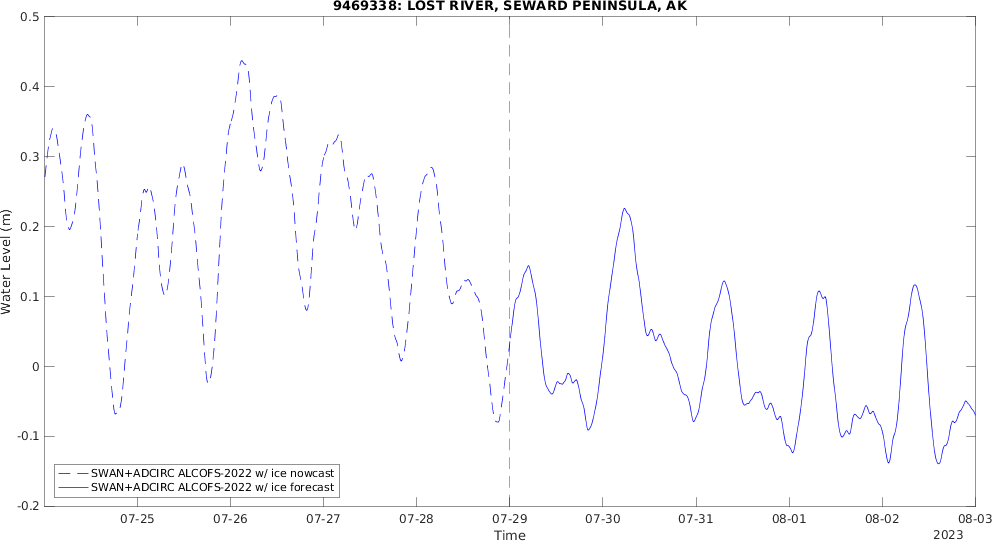 9469338: LOST RIVER, SEWARD PENINSULA, AK
0.5
0.4
0.3
0.2
0.1
0
-0.1
-0.2
Water Level (m)
SWAN+ADCIRC ALCOFS-2022 w/ ice nowcast
SWAN+ADCIRC ALCOFS-2022 w/ ice forecast
07-25 07-26 07-27 07-28 07-29 07-30 07-31 08-01 08-02 08-03
Time
2023